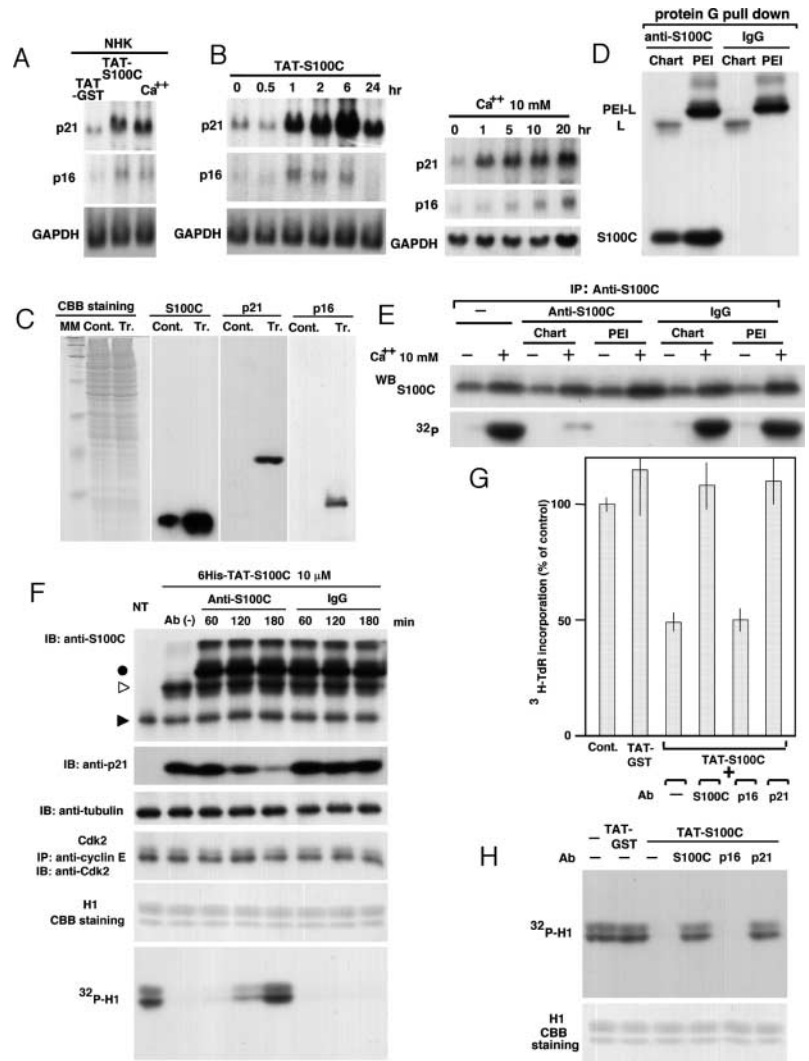 A
NHK
TAT-GST
TAT-S100C
Ca++
p21
p16
GAPDH
B
TAT-S100C
0 0.5 1 2 6 24 hr
p21
p16
GAPDH
Ca++ 10 mM
0 1 5 10 20 hr
p21
p16
GAPDH
D
protein G pull down
anti-S100C IgG
Chart PEI Chart PEI
PEI-L
L
S100C
C
CBB staining S100C p21 p16
MM Cont. Tr. Cont. Tr. Cont. Tr. Cont. Tr.
E
IP: Anti-S100C
— Anti-S100C IgG
Chart PEI Chart PEI
Ca++ 10 mM − + − + − + − + − +
WB S100C
32P
F
6His-TAT-S100C 10 μM
NT Ab (-) Anti-S100C IgG
60 120 180 60 120 180 min
IB: anti-S100C
IB: anti-p21
IB: anti-tubulin
Cdk2
IP: anti-cyclin E
IB: anti-Cdk2
H1
CBB staining
32P-H1
G
3H-TdR incorporation (% of control)
100
50
0
Cont. TAT-GST TAT-S100C
+
Ab — S100C p16 p21
H
— TAT-GST TAT-S100C
Ab — — — S100C p16 p21
32P-H1
H1
CBB
staining